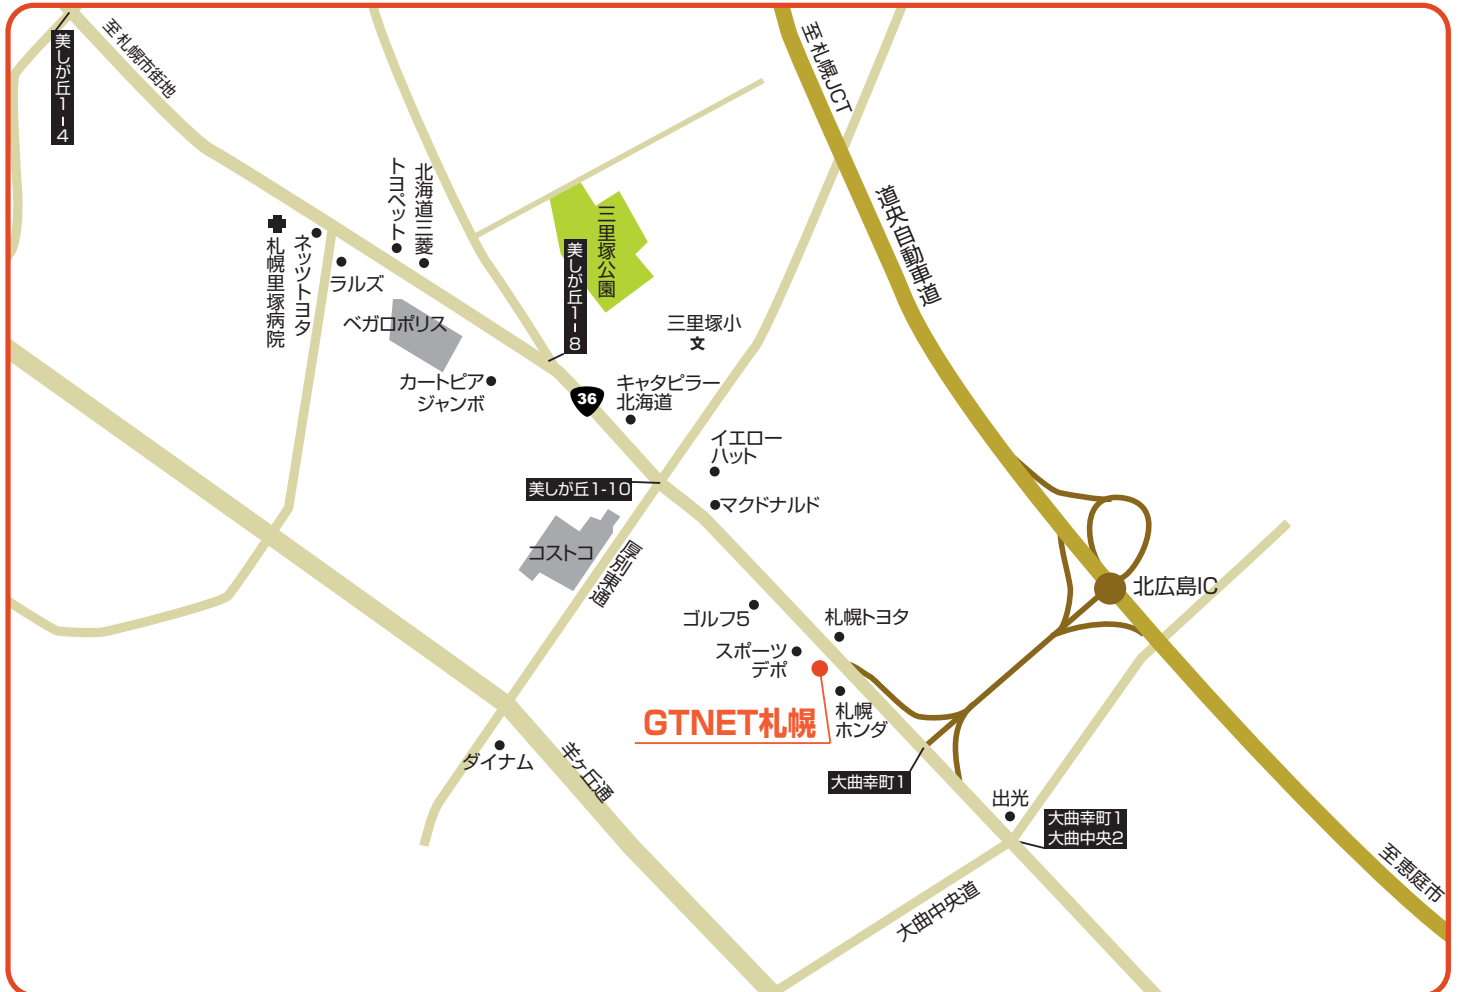 至札幌市街地
美しが丘1-4
至札幌JCT
道央自動車道
北海道三菱
トヨペット
ネッツトヨタ
札幌里塚病院
ラルズ
ベガロポリス
三里塚公園
美しが丘1-8
三里塚小
文
カートピア
ジャンボ
36
キャタピラー
北海道
イエロー
ハット
美しが丘1-10
マクドナルド
コストコ
厚別東通
北広島IC
ゴルフ5
札幌トヨタ
スポーツ
デポ
GTNET札幌
札幌
ホンダ
ダイナム
羊ヶ丘通
大曲幸町1
出光
大曲幸町1
大曲中央2
大曲中央道
至恵庭市